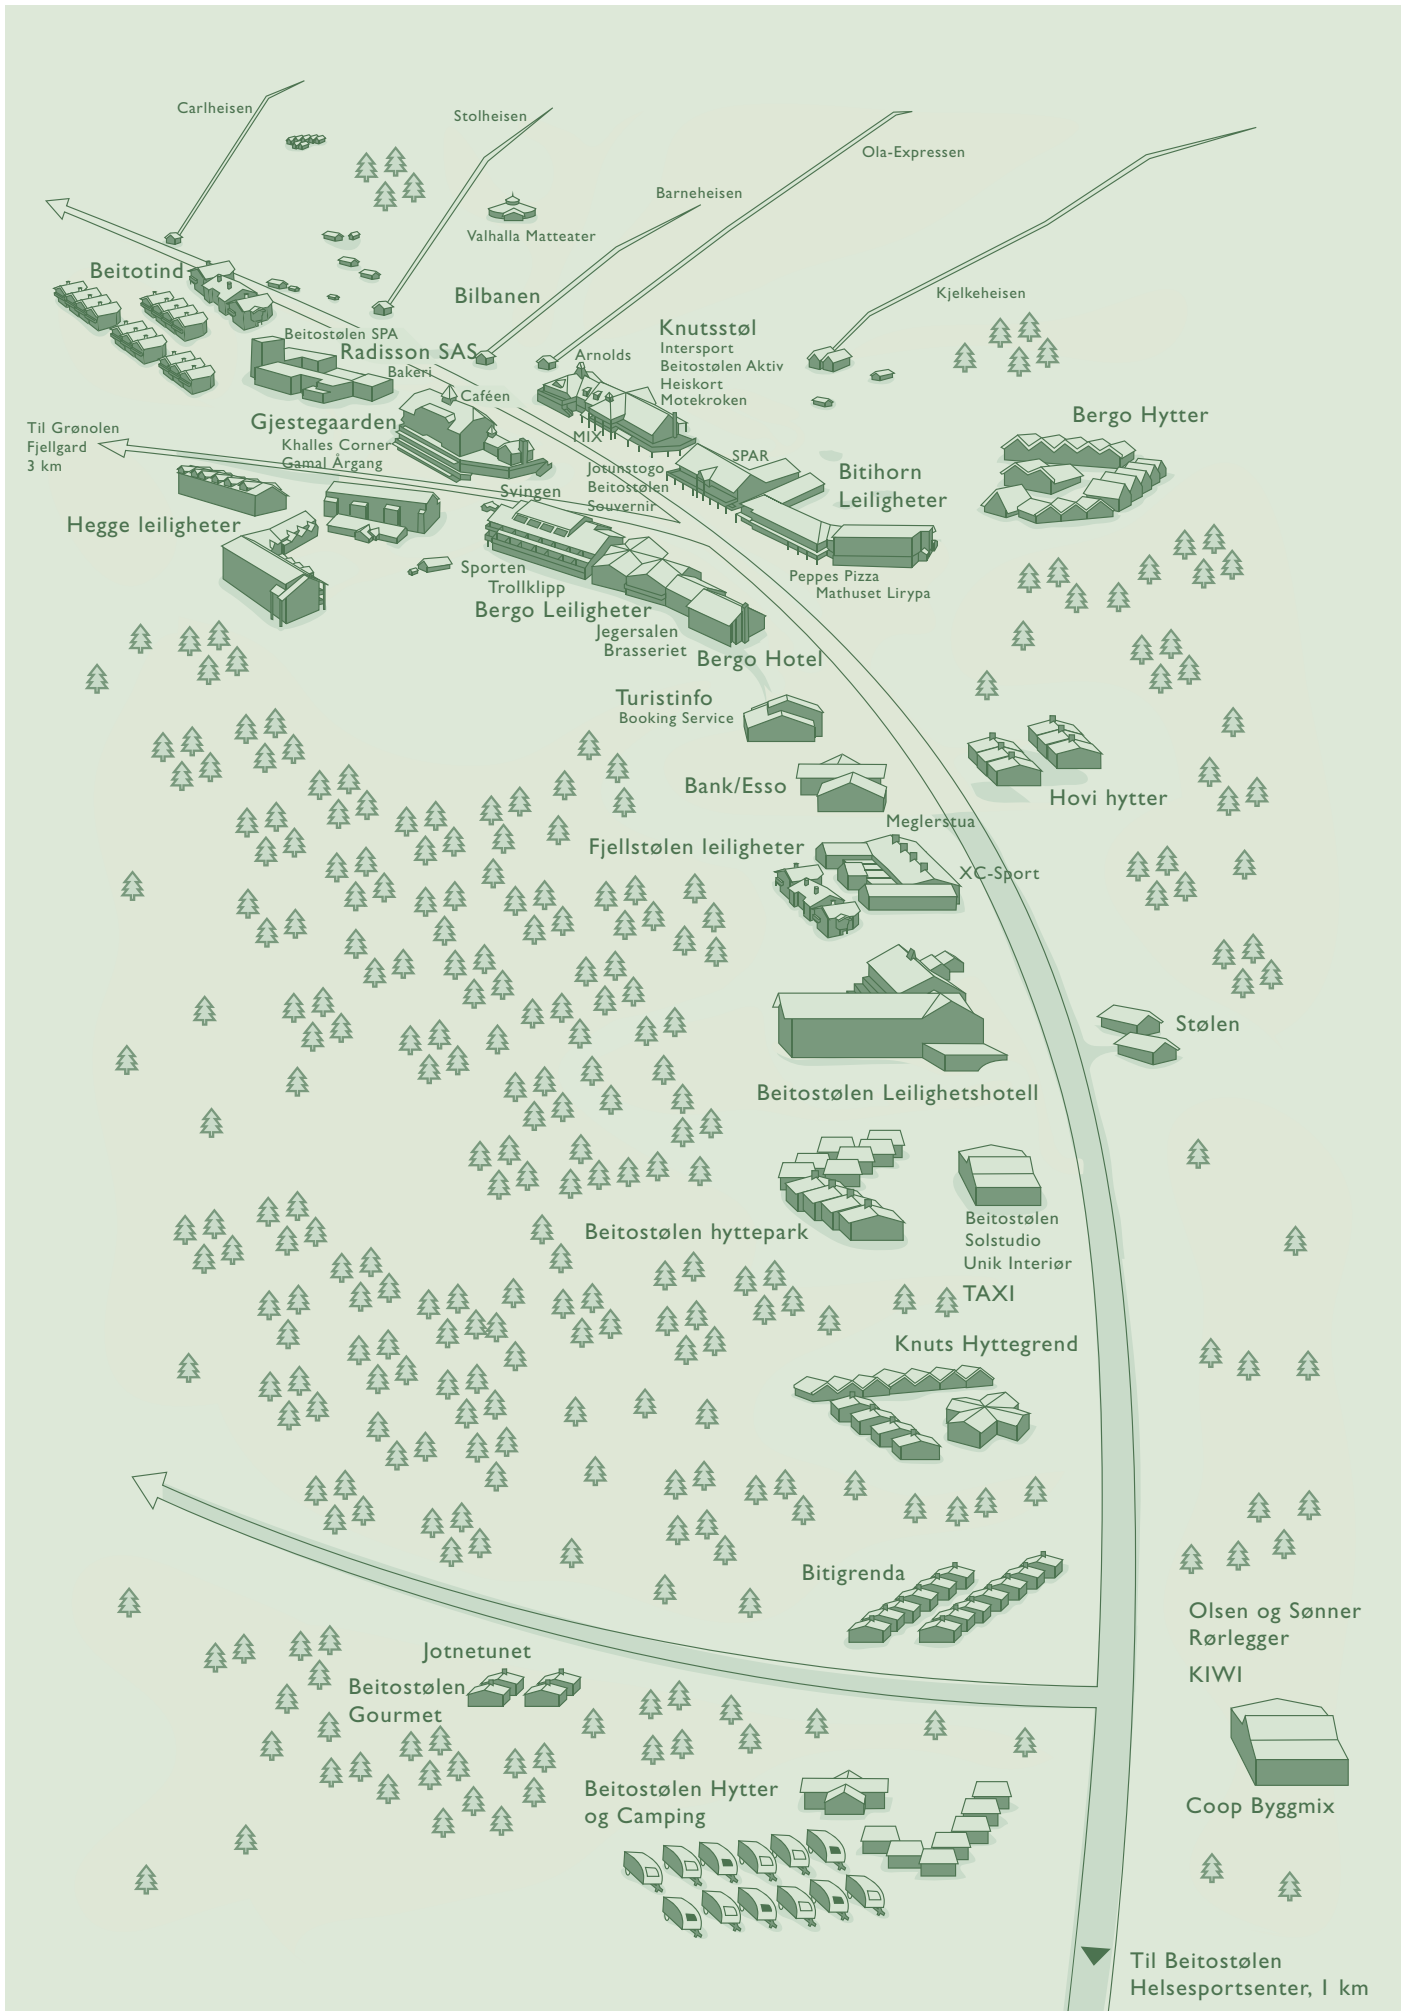 Carlheisen
Stolheisen
Ola-Expressen
Barneheisen
Valhalla Matteater
Beitotind
Bilbanen
Kjelkeheisen
Beitostølen SPA
Radisson SAS
Bakeri
Arnolds
Knutsstøl
Intersport
Beitostølen Aktiv
Heiskort
Motekroken
Caféen
Gjestegaarden
Khalles Corner
Gamal Årgang
Til Grønolen
Fjellgard
3 km
MIX
SPAR
Bergo Hytter
Jotunstogo
Beitostølen
Souvernir
Bitihorn
Leiligheter
Svingen
Hegge leiligheter
Sporten
Trollklipp
Bergo Leiligheter
Peppes Pizza
Mathuset Lirypa
Jegersalen
Brasseriet
Bergo Hotel
Turistinfo
Booking Service
Bank/Esso
Hovi hytter
Meglerstua
Fjellstølen leiligheter
XC-Sport
Stølen
Beitostølen Leilighetshotell
Beitostølen hyttepark
Beitostølen
Solstudio
Unik Interiør
TAXI
Knuts Hyttegrend
Bitigrenda
Olsen og Sønner
Rørlegger
KIWI
Jotnetunet
Beitostølen
Gourmet
Beitostølen Hytter
og Camping
Coop Byggmix
Til Beitostølen
Helsesportsenter, 1 km